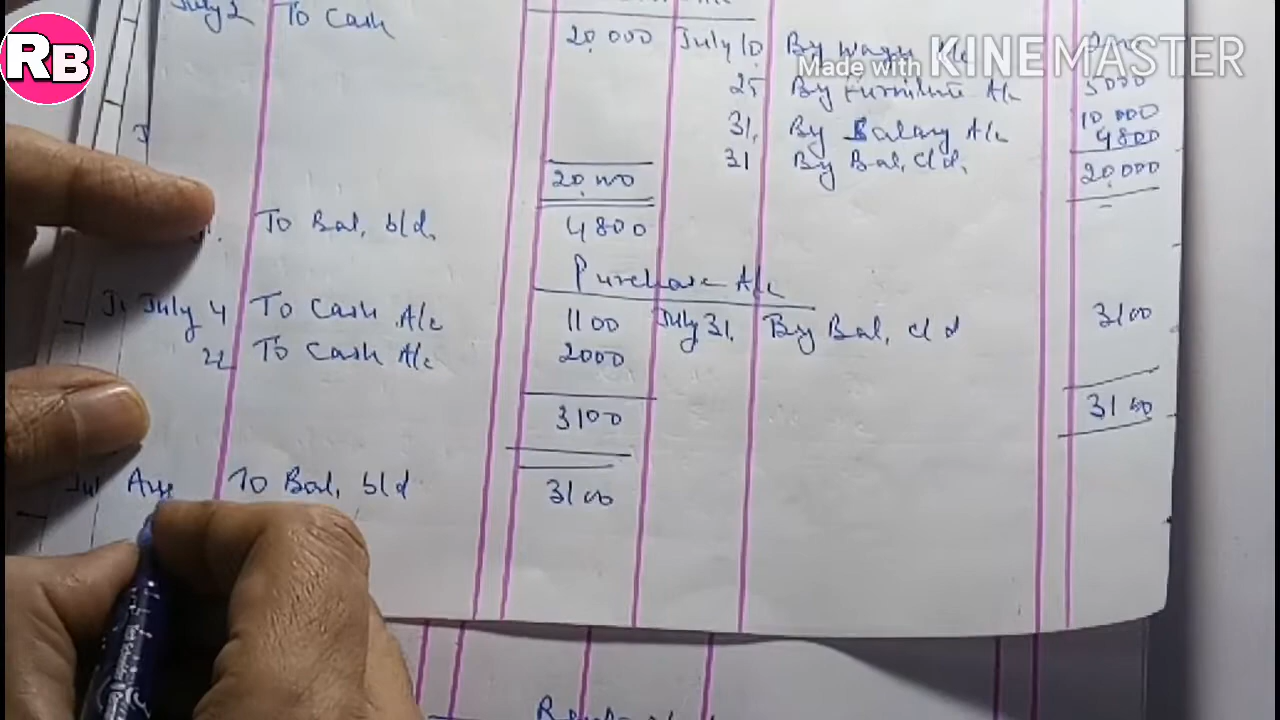 RB
Made with KINEMASTER
July 2 To Cash 20,000 July 10 By Wages A/c
25 By Furniture A/c 5000
31, By Salary A/c 10,000
31 By Bal, C/d, 4800
20,000 20,000
To Bal, b/d, 4800
Purchase A/c
July 4 To Cash A/c 1100 July 31, By Bal, c/d 3100
22 To Cash A/c 2000
3100 3100
To Bal, b/d 3100